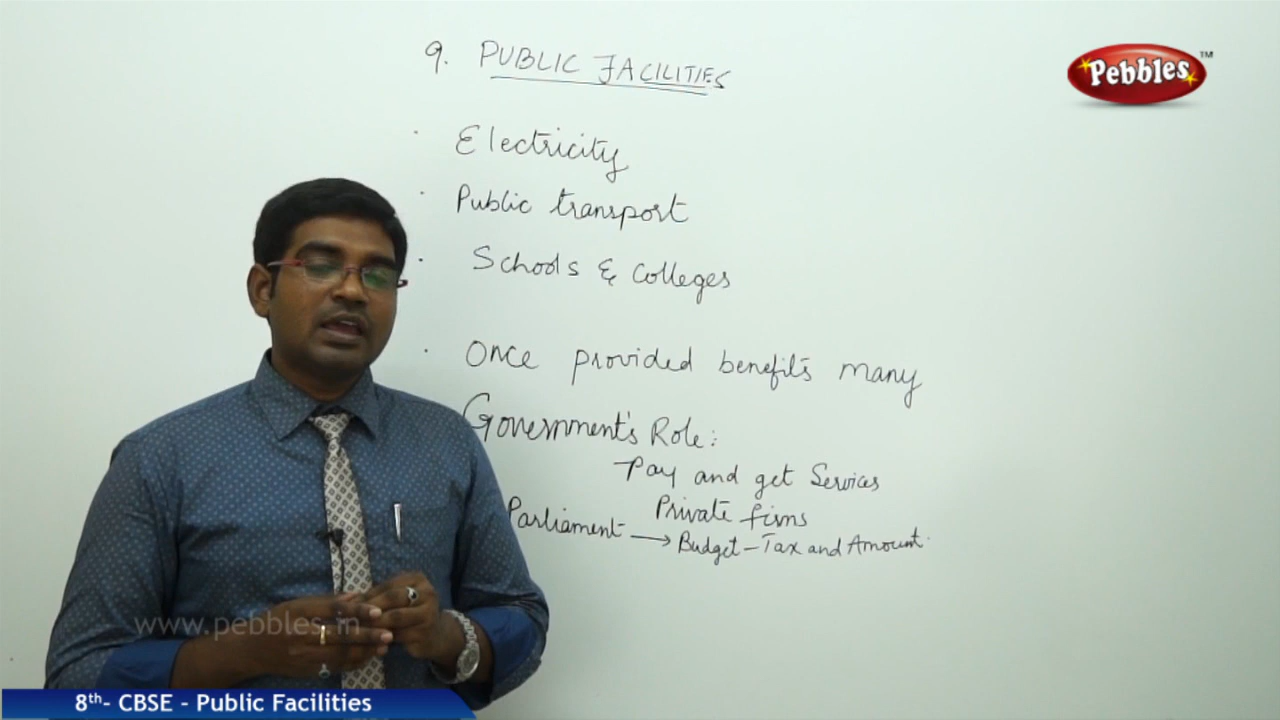 9. PUBLIC FACILITIES
Pebbles™
• Electricity
• Public transport
• Schools & Colleges
• Once provided benefits many
Government's Role:
Pay and get Services
Private firms
Parliament → Budget - Tax and Amount.
www.pebbles.in
8th- CBSE - Public Facilities